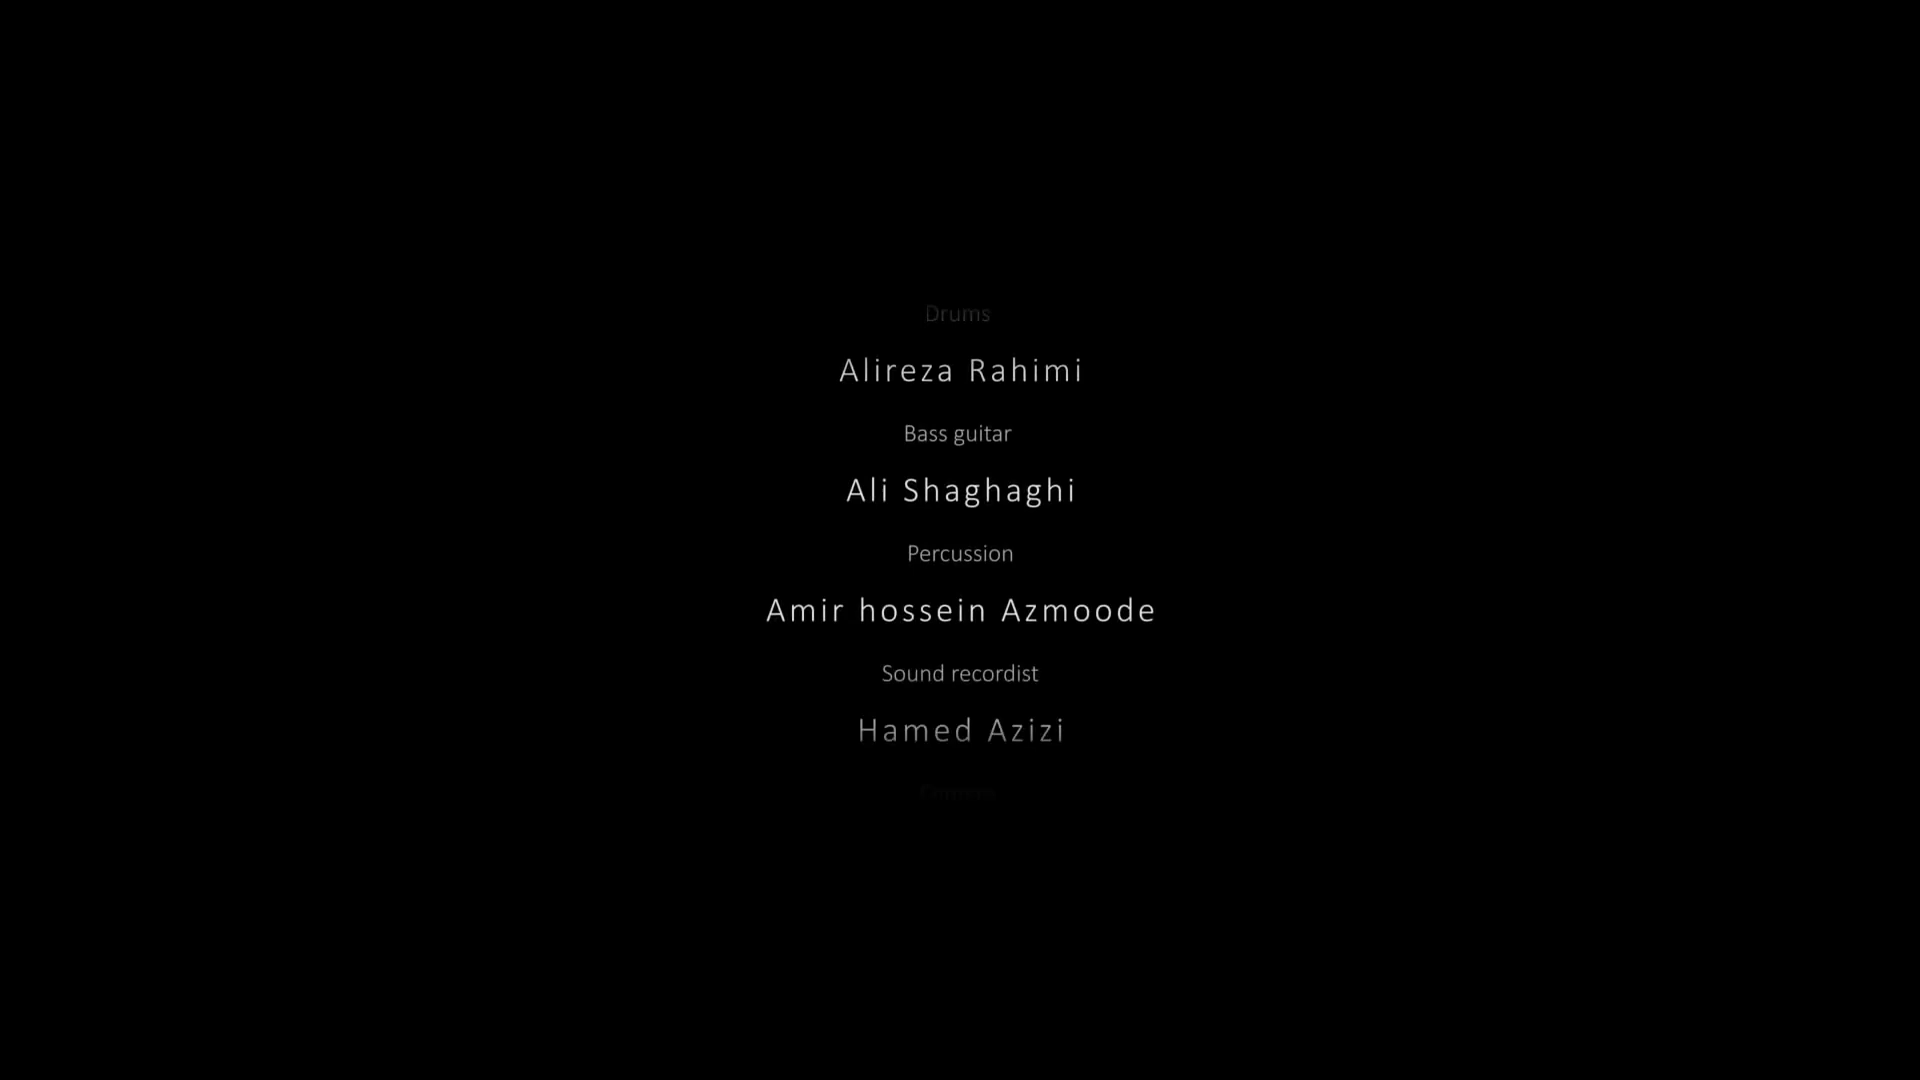 Drums
Alireza Rahimi
Bass guitar
Ali Shaghaghi
Percussion
Amir hossein Azmoode
Sound recordist
Hamed Azizi